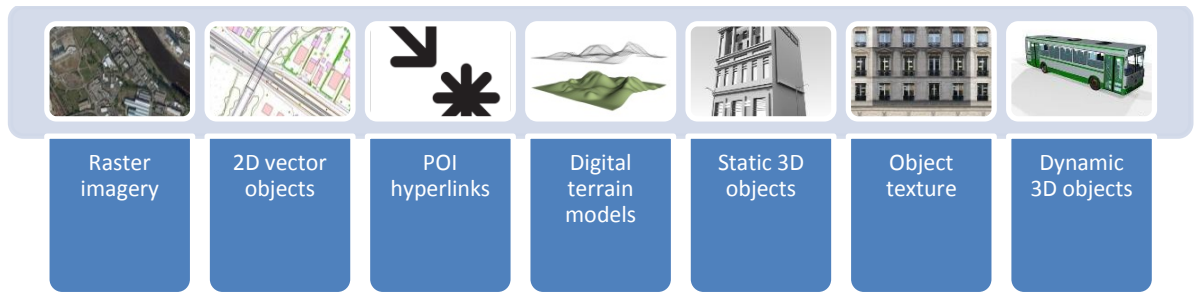 Raster
imagery
2D vector
objects
POI
hyperlinks
Digital
terrain
models
Static 3D
objects
Object
texture
Dynamic
3D objects